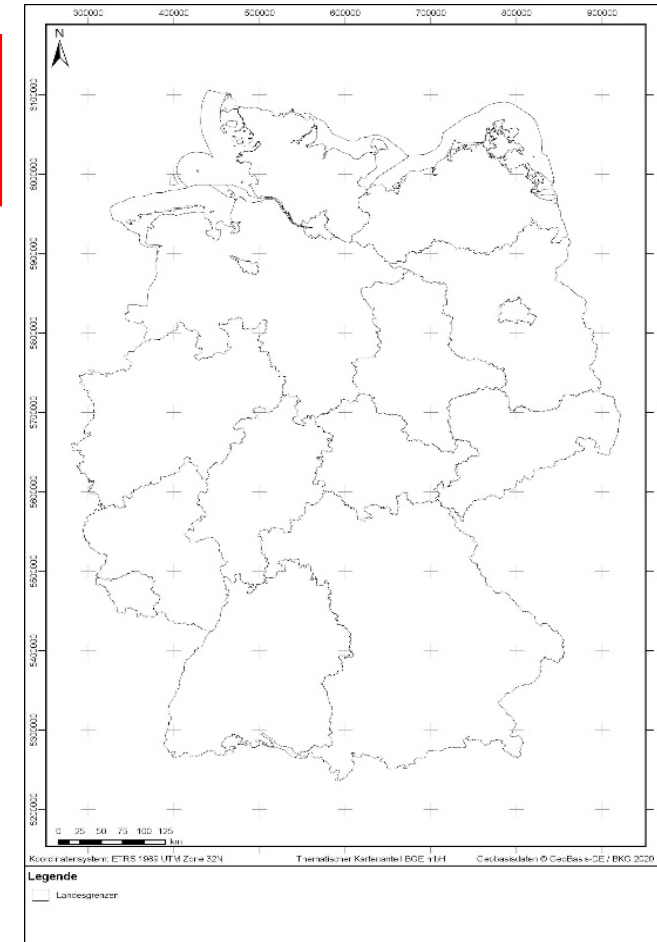 300000 400000 500000 600000 700000 800000 900000
N
6100000
6000000
5900000
5800000
5700000
5600000
5500000
5400000
5300000
5200000
0 25 50 75 100 125
km
Koordinatensystem: ETRS 1989 UTM Zone 32N Thematischer Kartenanteil BGE mbH Geobasisdaten © GeoBasis-DE / BKG 2020
Legende
Landesgrenzen